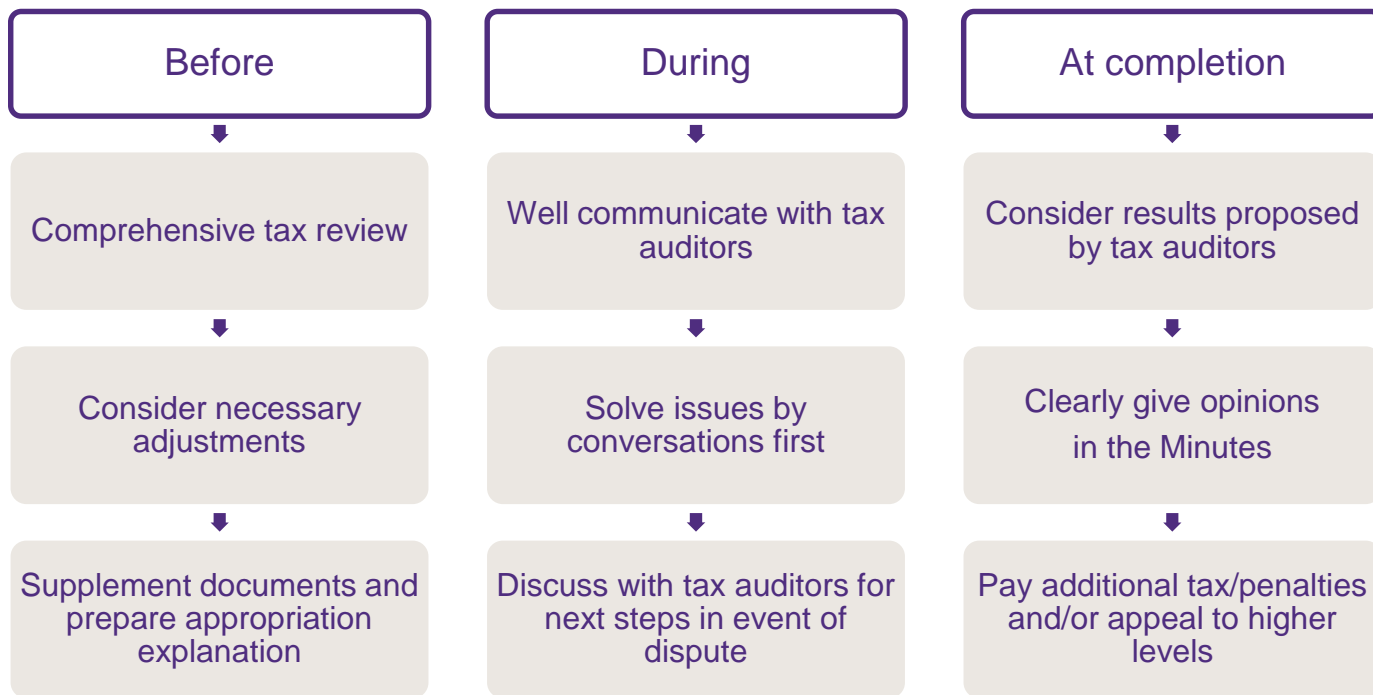 Before
Comprehensive tax review
Consider necessary
adjustments
Supplement documents and
prepare appropriation
explanation
During
Well communicate with tax
auditors
Solve issues by
conversations first
Discuss with tax auditors for
next steps in event of
dispute
At completion
Consider results proposed
by tax auditors
Clearly give opinions
in the Minutes
Pay additional tax/penalties
and/or appeal to higher
levels